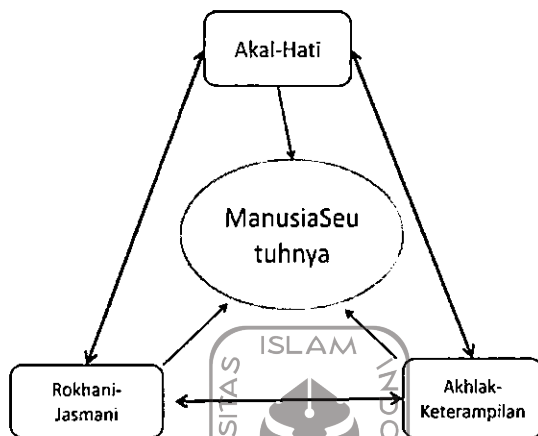 Akal-Hati
ManusiaSeu
tuhnya
ISLAM
Rokhani-
Jasmani
Akhlak-
Keterampilan